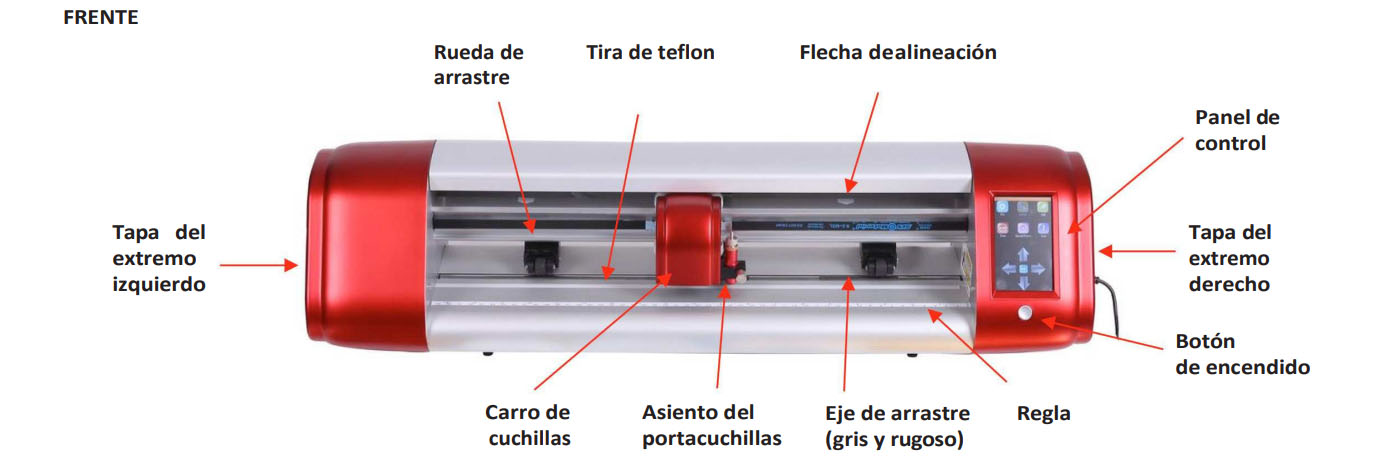 FRENTE
Rueda de
arrastre
Tira de teflon
Flecha dealineación
Panel de
control
Tapa del
extremo
izquierdo
Tapa del
extremo
derecho
Botón
de encendido
Carro de
cuchillas
Asiento del
portacuchillas
Eje de arrastre
(gris y rugoso)
Regla